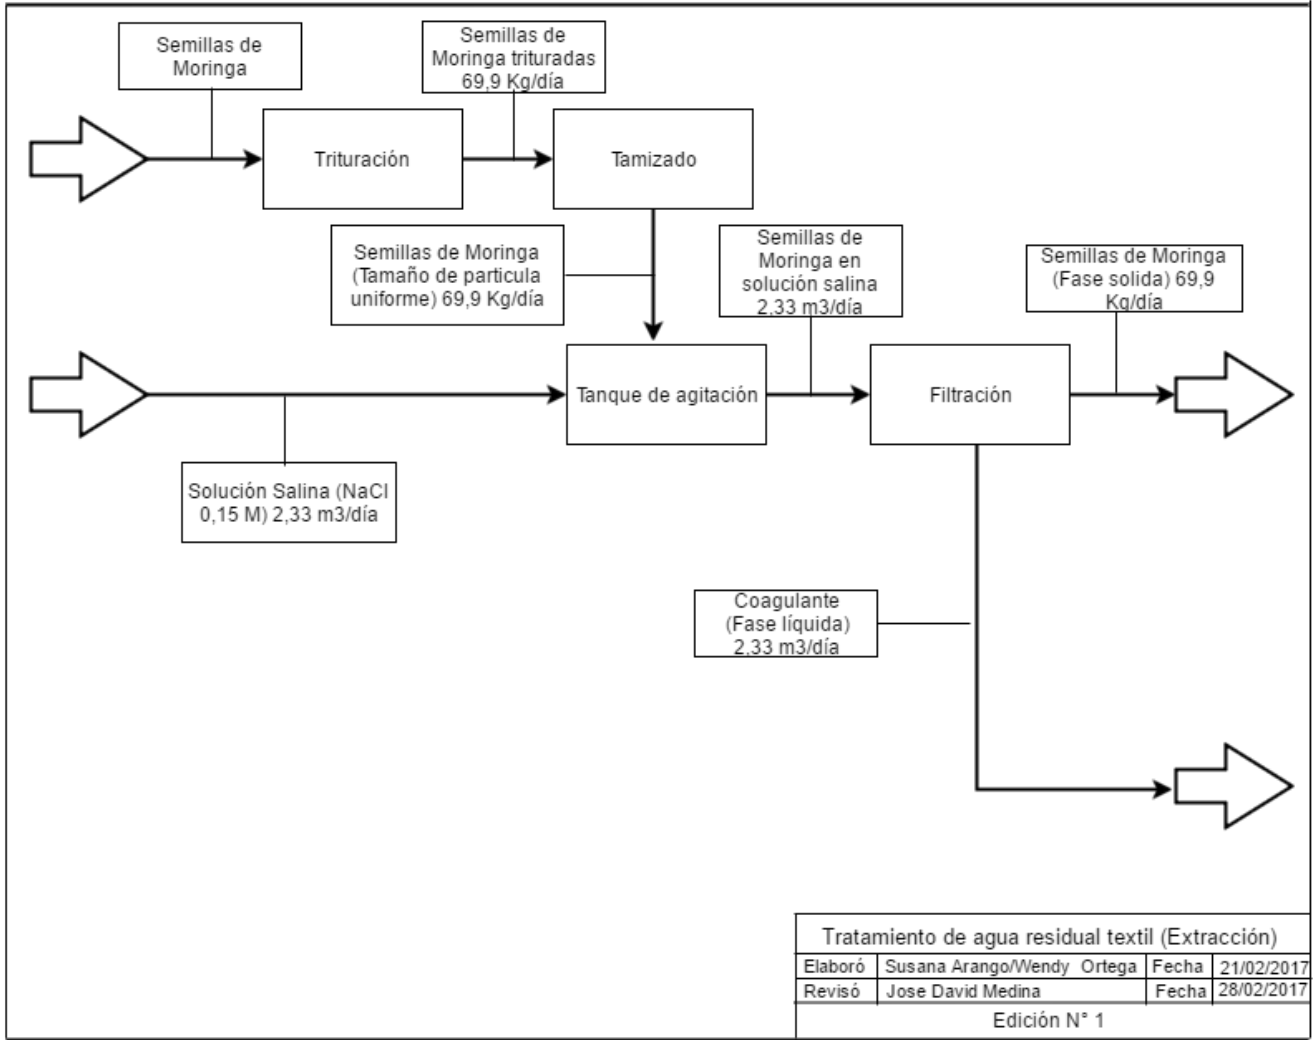 Semillas de
Moringa
Semillas de
Moringa trituradas
69,9 Kg/día
Trituración
Tamizado
Semillas de Moringa
(Tamaño de particula
uniforme) 69,9 Kg/día
Semillas de
Moringa en
solución salina
2,33 m3/día
Semillas de Moringa
(Fase solida) 69,9
Kg/día
Tanque de agitación
Filtración
Solución Salina (NaCl
0,15 M) 2,33 m3/día
Coagulante
(Fase líquida)
2,33 m3/día
Tratamiento de agua residual textil (Extracción)
Elaboró Susana Arango/Wendy Ortega Fecha 21/02/2017
Revisó Jose David Medina Fecha 28/02/2017
Edición N° 1